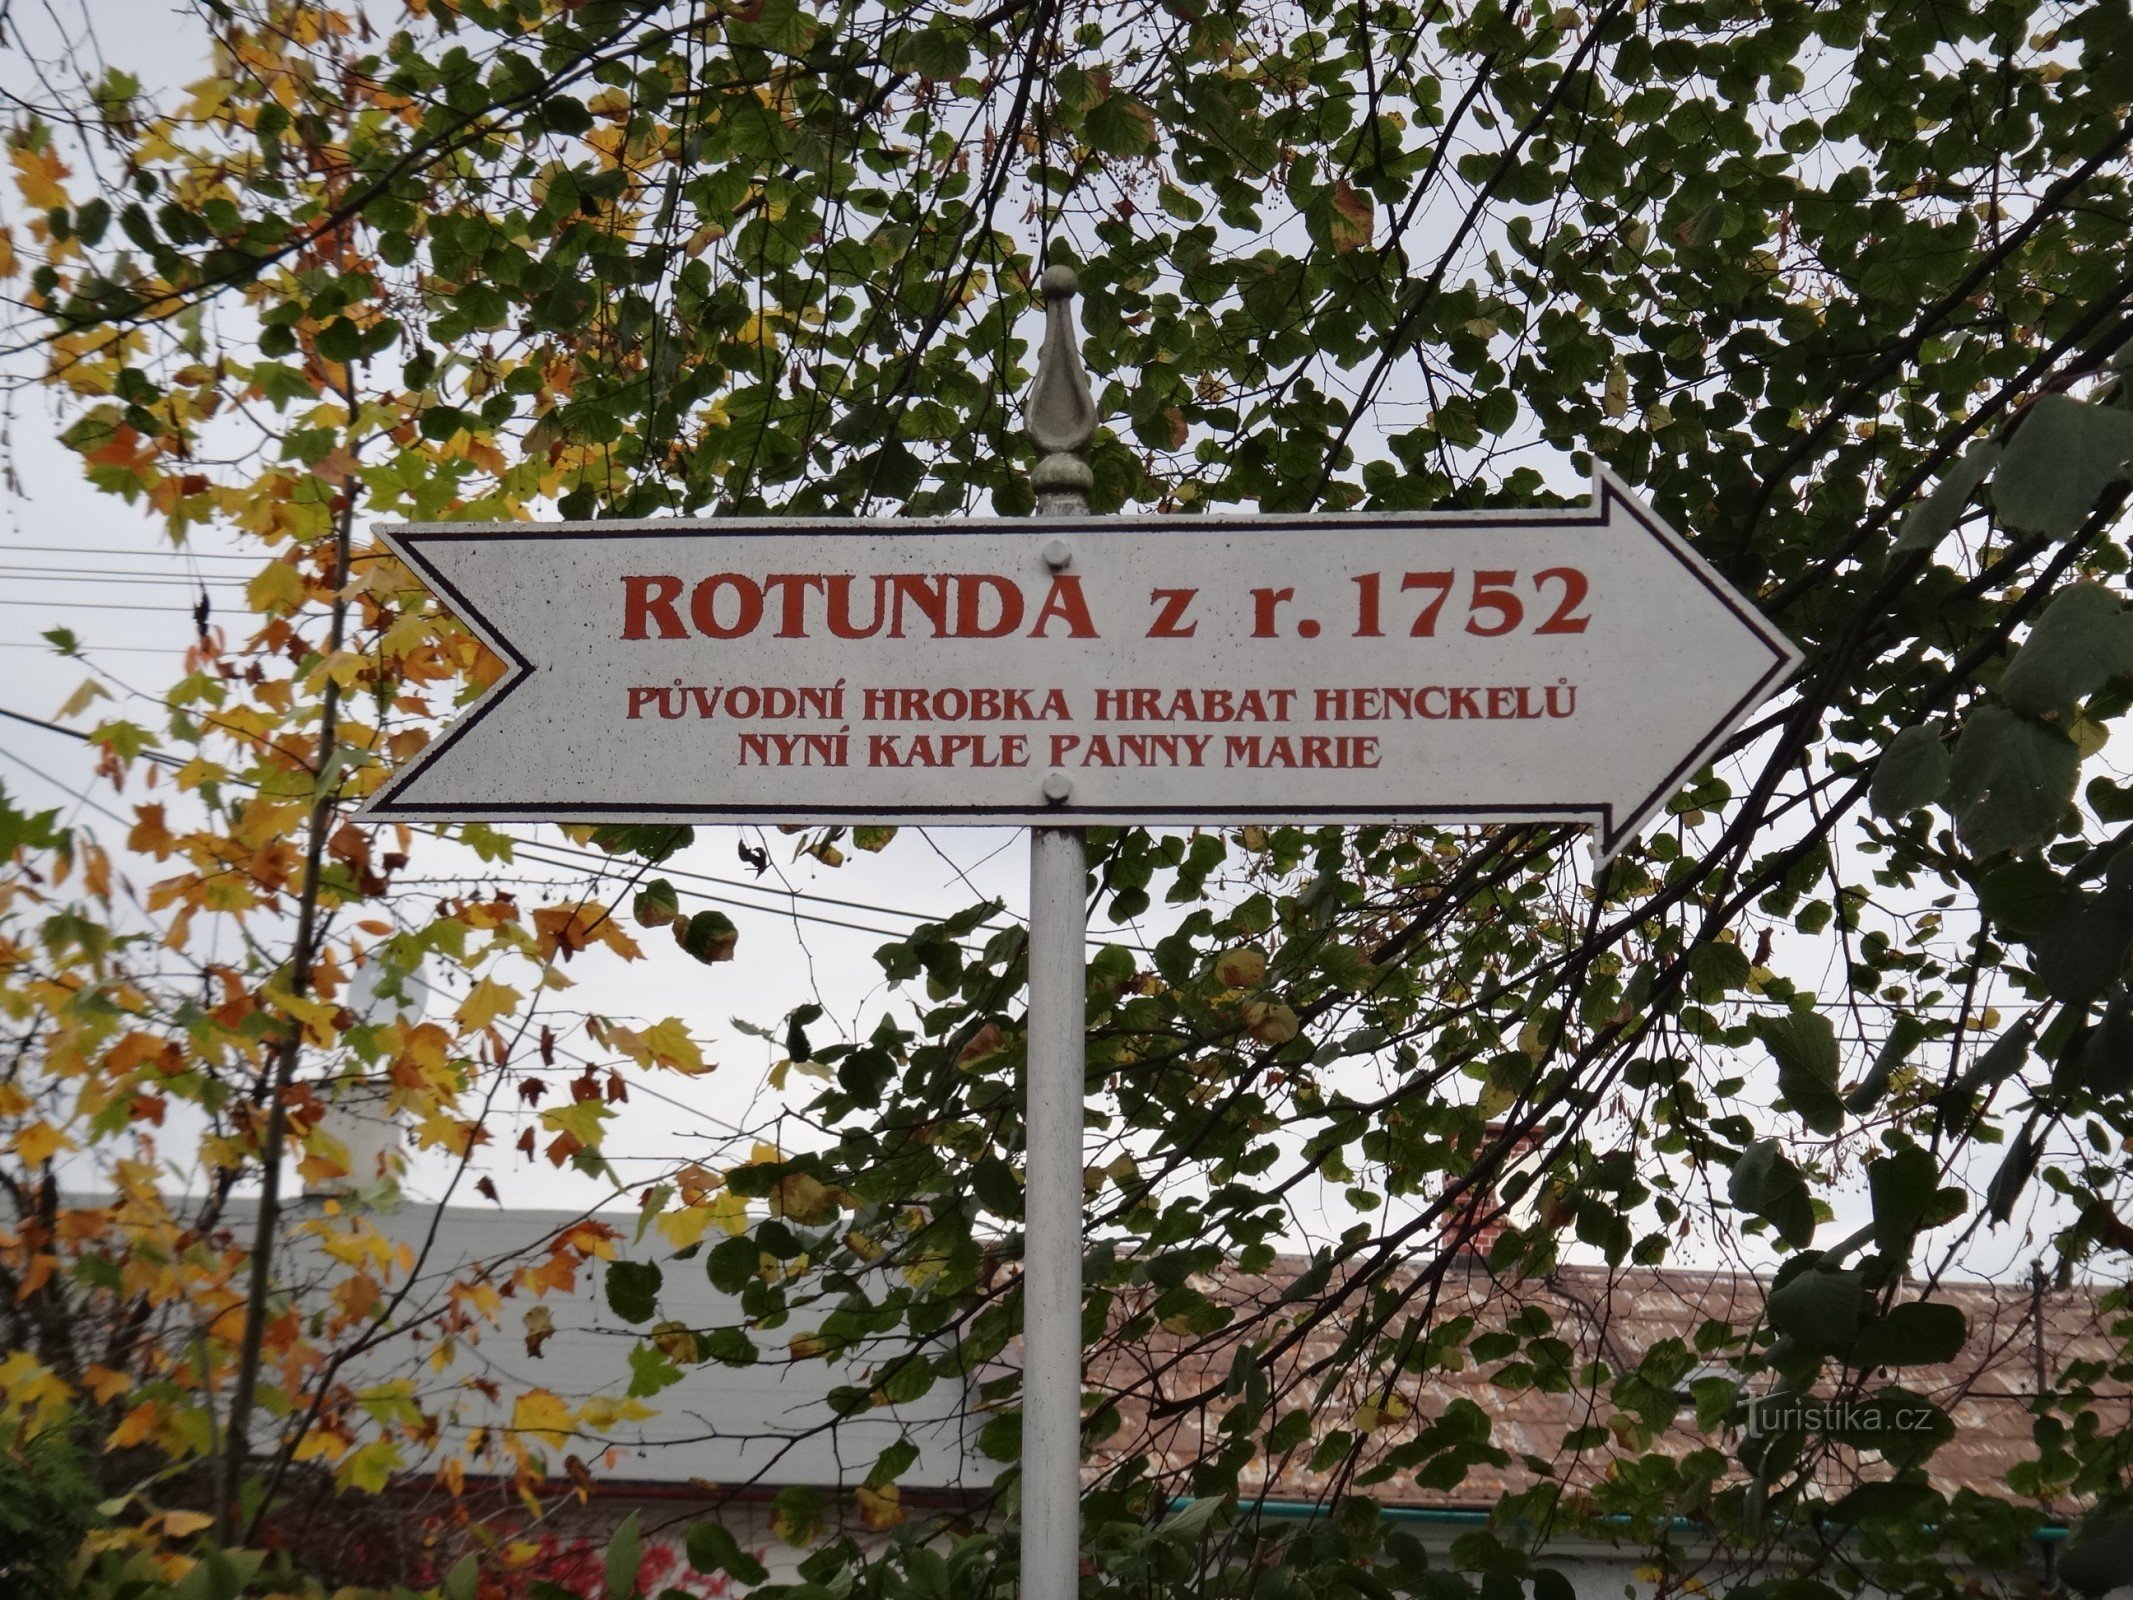 ROTUNDA z r. 1752
PŮVODNÍ HROBKA HRABAT HENCKELŮ
NYNÍ KAPLE PANNY MARIE
Turistika.cz